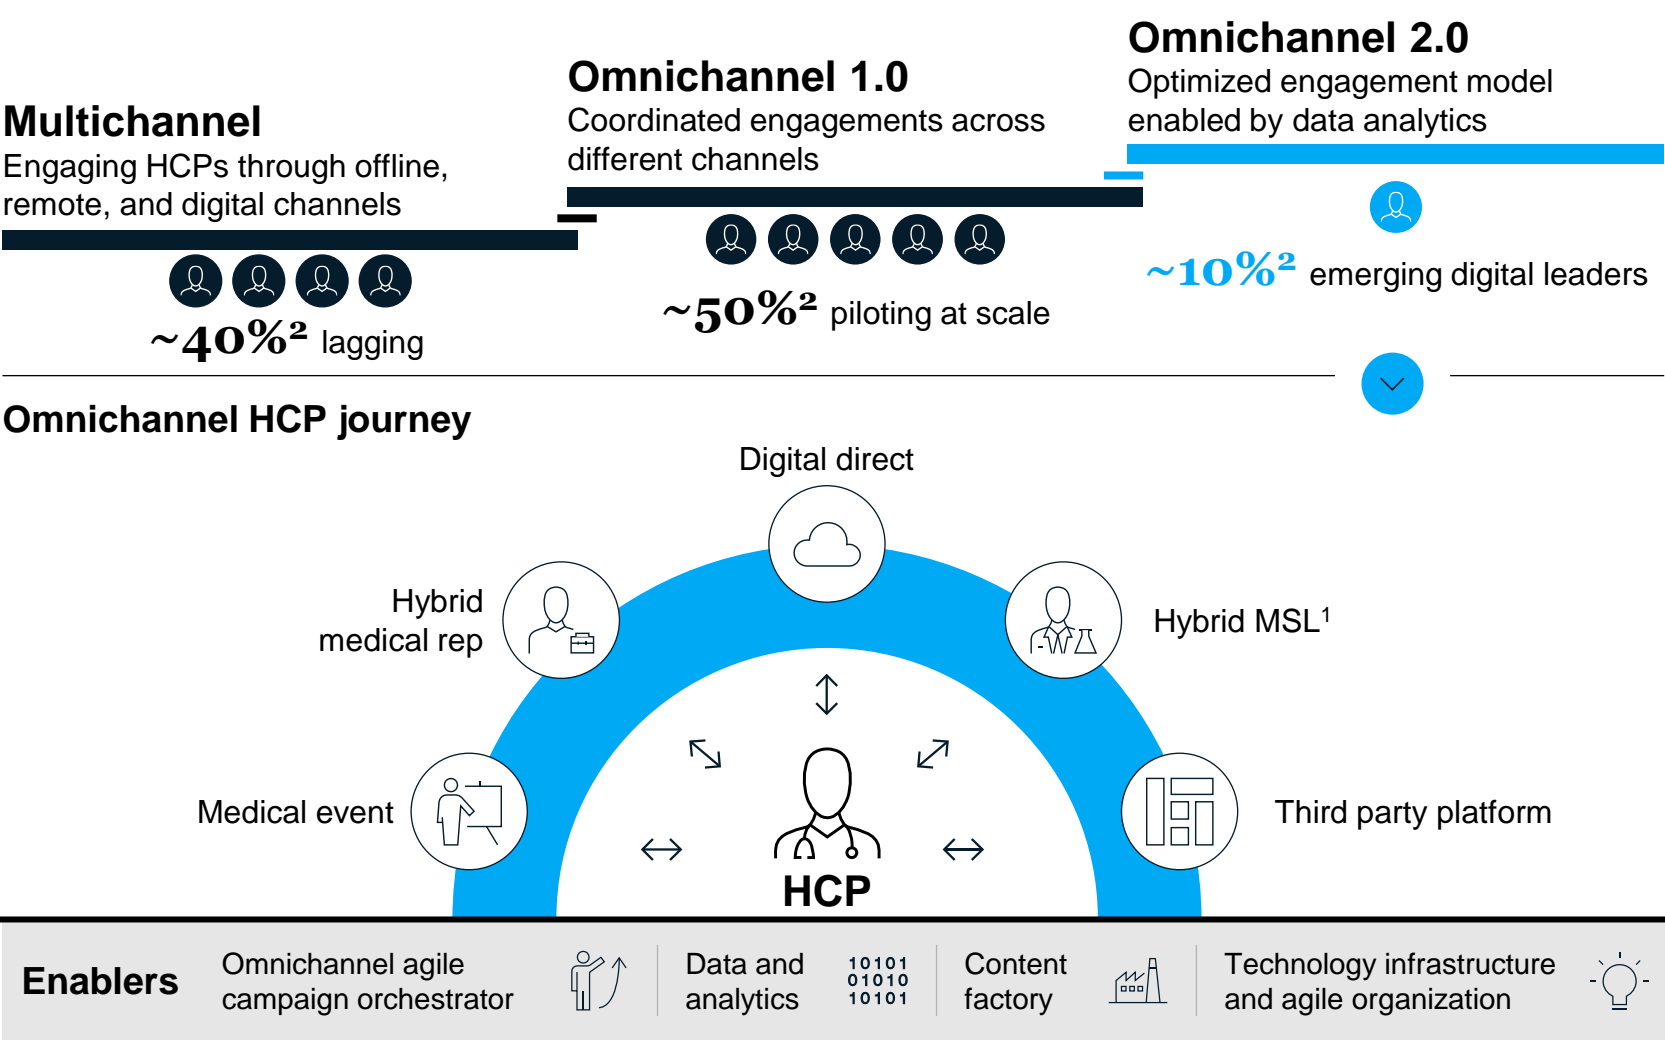 Multichannel
Engaging HCPs through offline,
remote, and digital channels
~40%² lagging
Omnichannel 1.0
Coordinated engagements across
different channels
~50%² piloting at scale
Omnichannel 2.0
Optimized engagement model
enabled by data analytics
~10%² emerging digital leaders
Omnichannel HCP journey
Digital direct
Hybrid
medical rep
Hybrid MSL¹
Medical event
Third party platform
HCP
Enablers
Omnichannel agile
campaign orchestrator
Data and
analytics
10101
01010
10101
Content
factory
Technology infrastructure
and agile organization